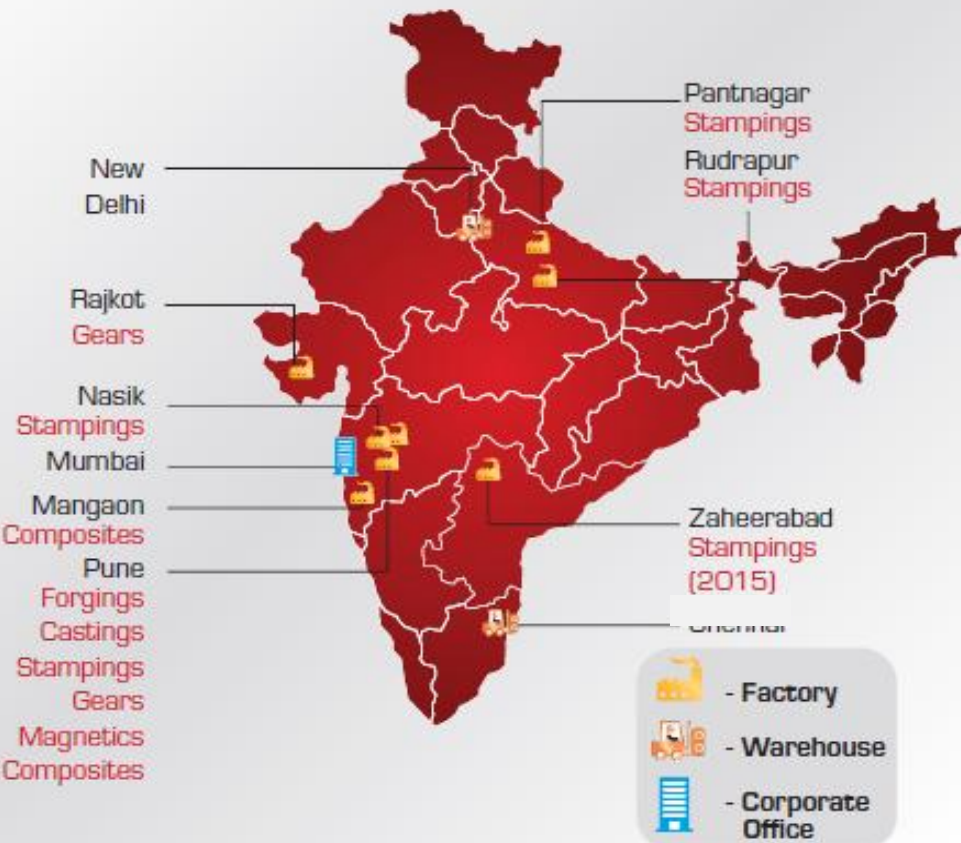 New
Delhi
Rajkot
Gears
Nasik
Stampings
Mumbai
Mangaon
Composites
Pune
Forgings
Castings
Stampings
Gears
Magnetics
Composites
Pantnagar
Stampings
Rudrapur
Stampings
Zaheerabad
Stampings
(2015)
- Factory
- Warehouse
- Corporate
Office